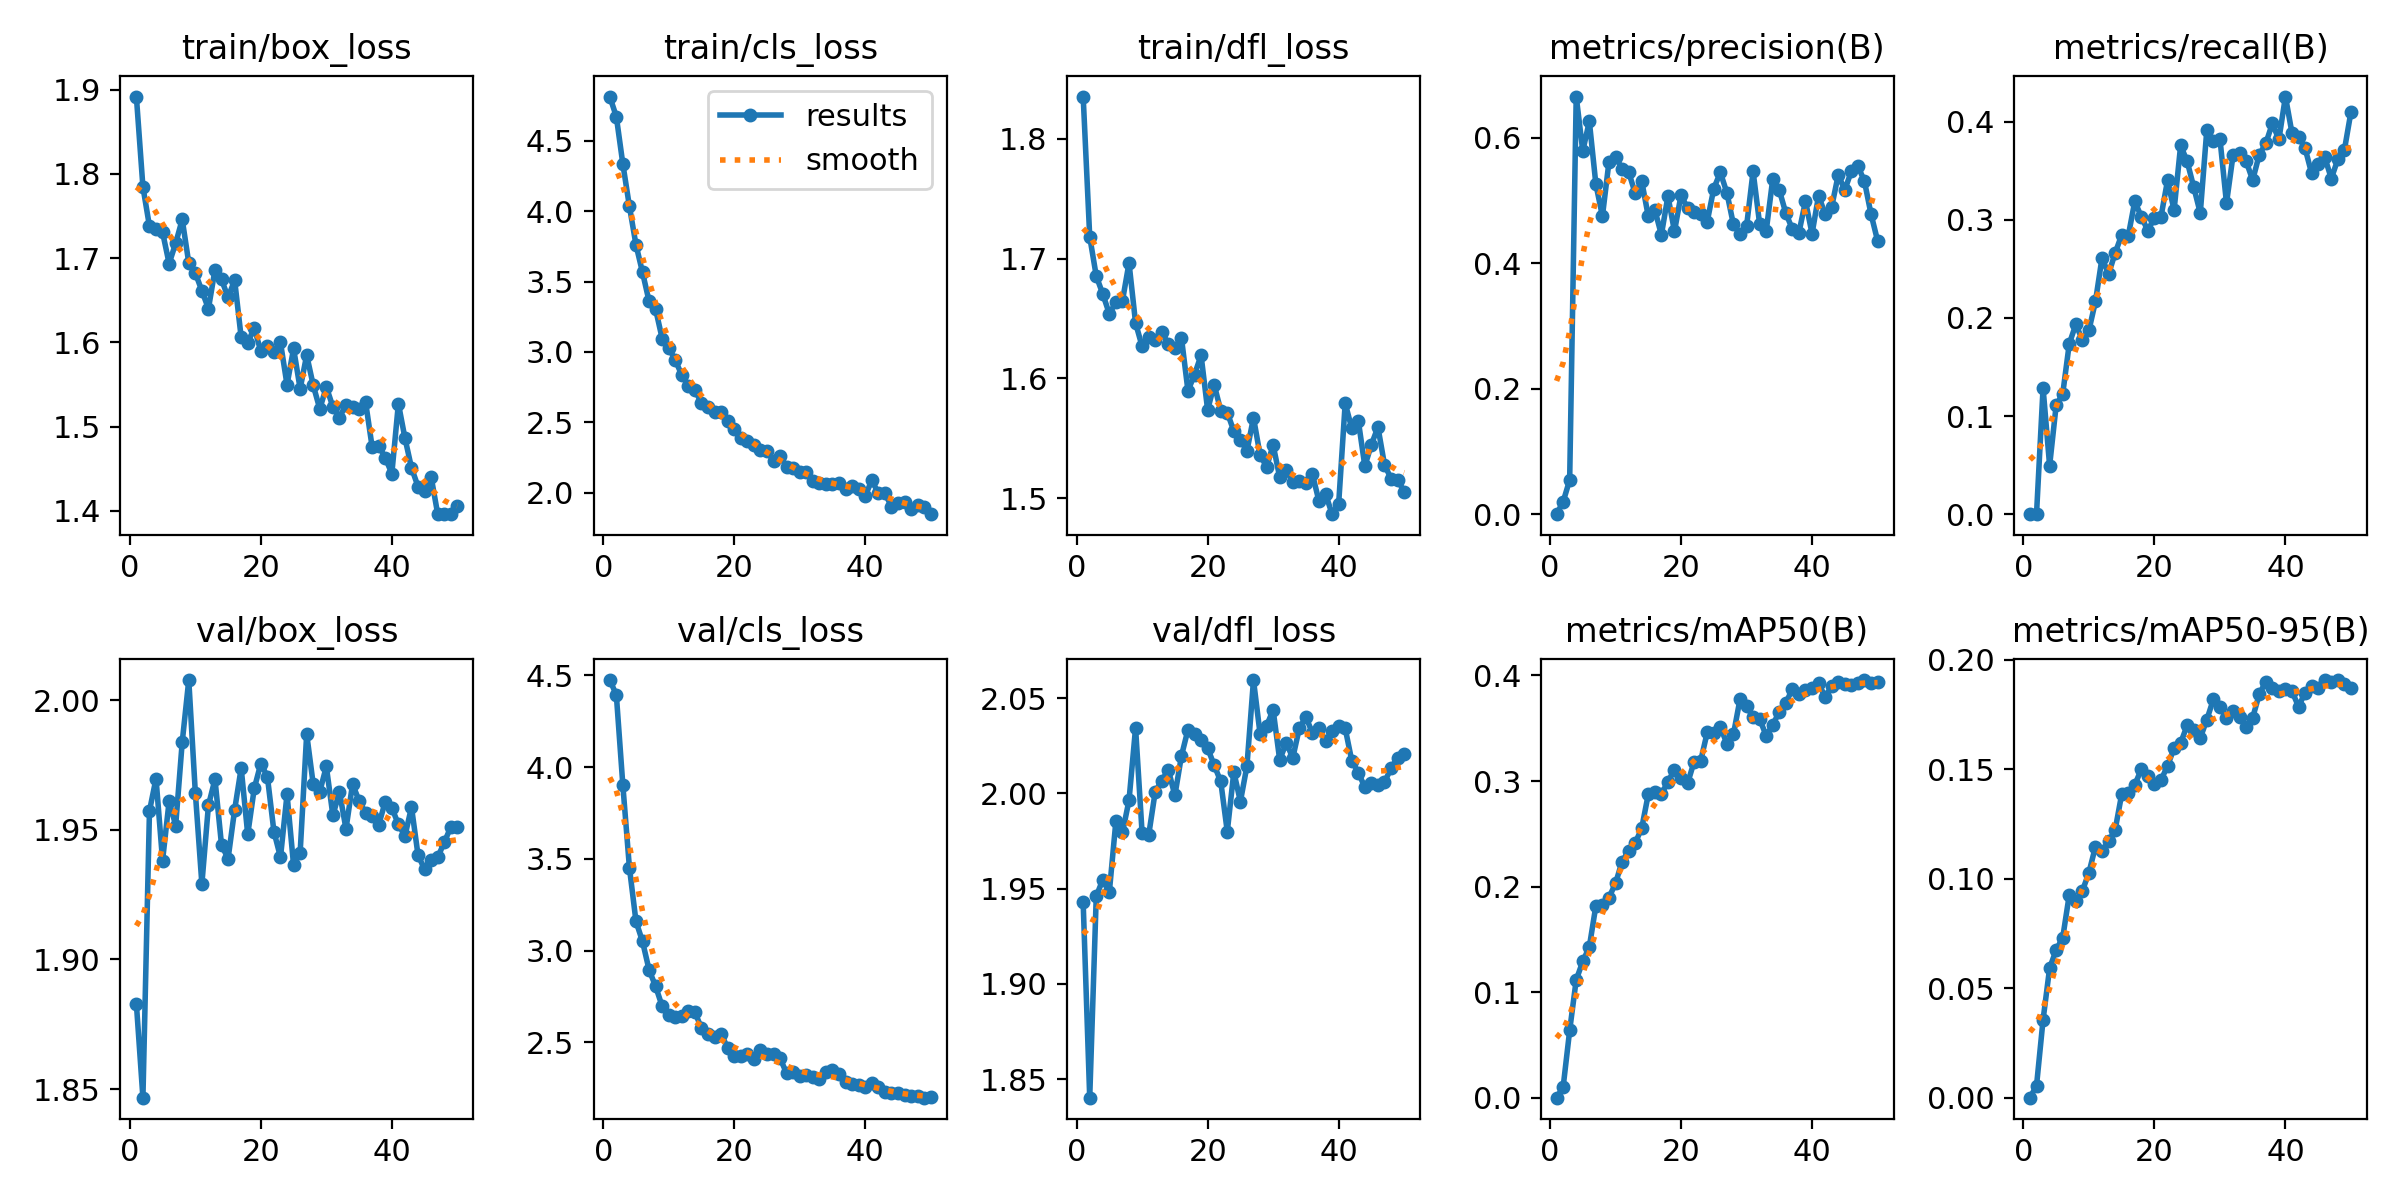 train/box_loss
1.9
1.8
1.7
1.6
1.5
1.4
0 20 40
train/cls_loss
results
smooth
4.5
4.0
3.5
3.0
2.5
2.0
0 20 40
train/dfl_loss
1.8
1.7
1.6
1.5
0 20 40
metrics/precision(B)
0.6
0.4
0.2
0.0
0 20 40
metrics/recall(B)
0.4
0.3
0.2
0.1
0.0
0 20 40
val/box_loss
2.00
1.95
1.90
1.85
0 20 40
val/cls_loss
4.5
4.0
3.5
3.0
2.5
0 20 40
val/dfl_loss
2.05
2.00
1.95
1.90
1.85
0 20 40
metrics/mAP50(B)
0.4
0.3
0.2
0.1
0.0
0 20 40
metrics/mAP50-95(B)
0.20
0.15
0.10
0.05
0.00
0 20 40